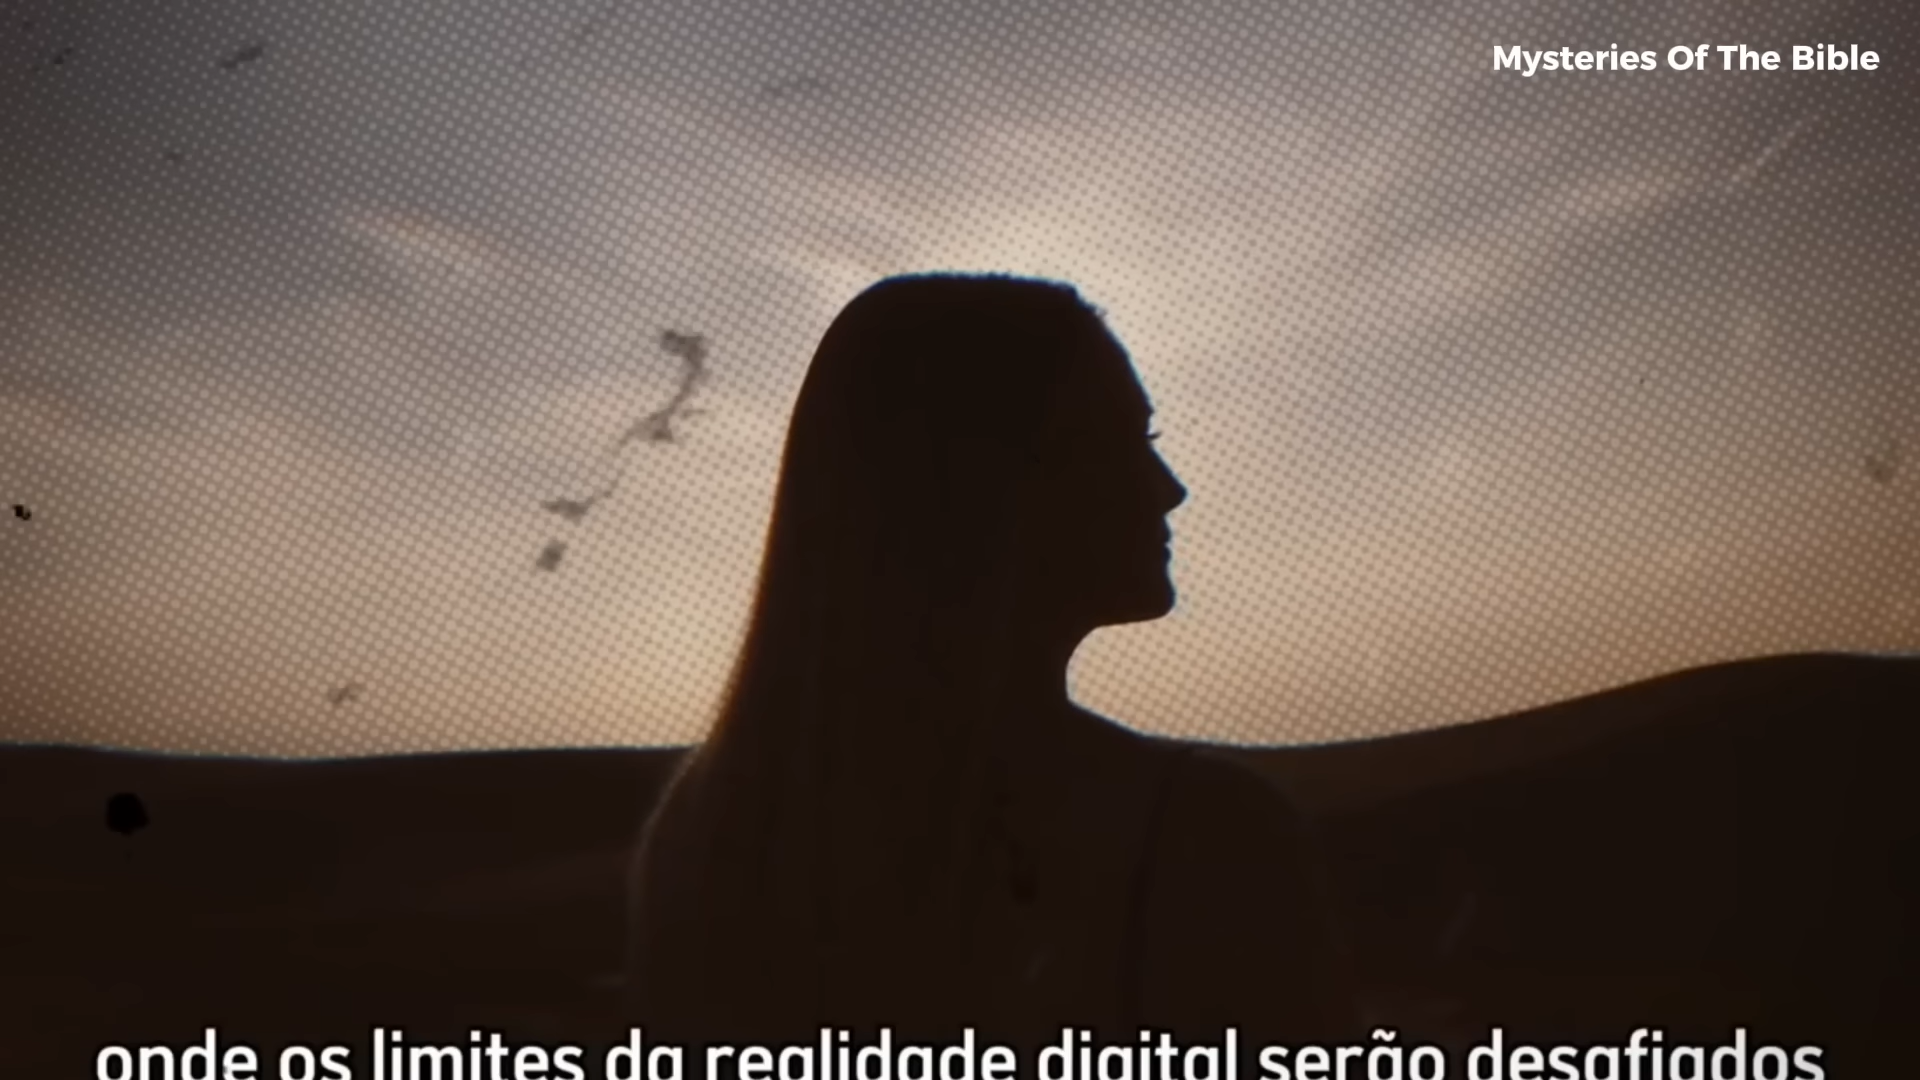 Mysteries Of The Bible
onde os limites da realidade digital serão desafiados